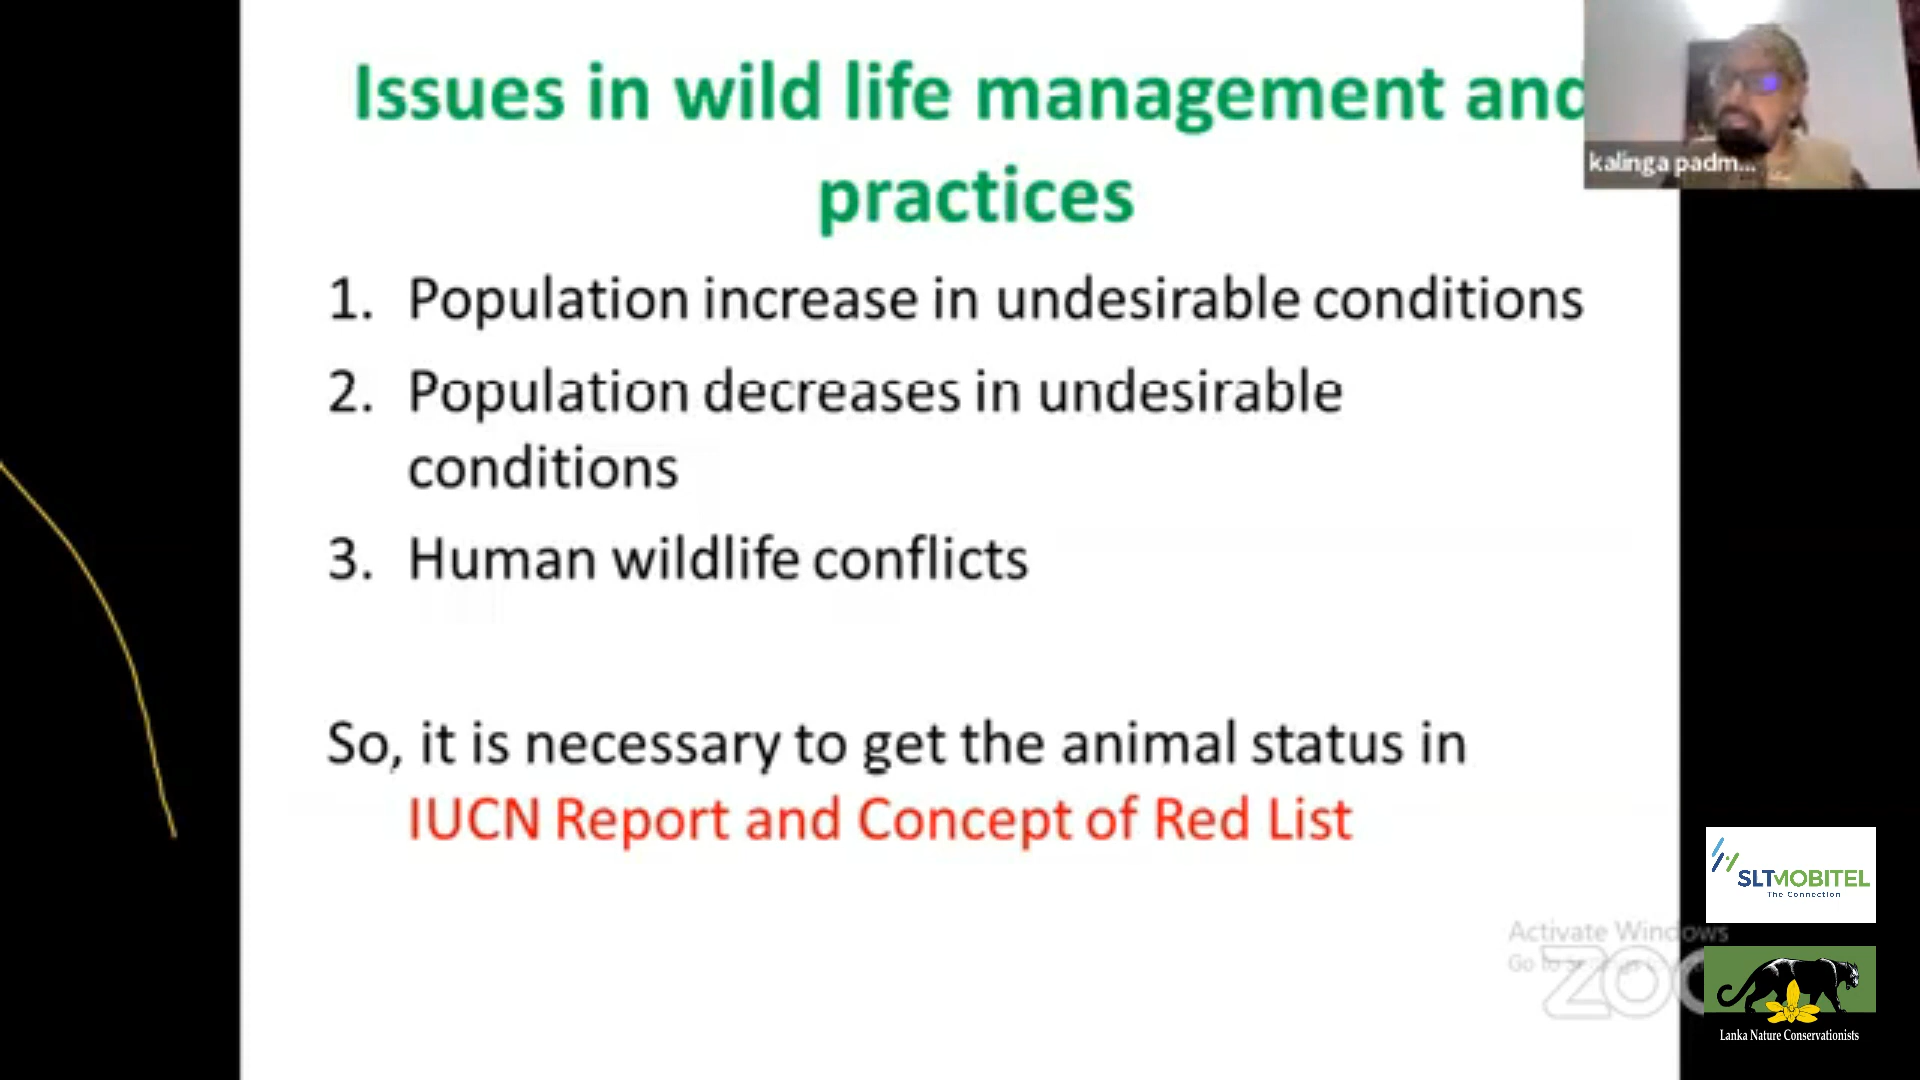 Issues in wild life management and
practices
kalinga padm...
1. Population increase in undesirable conditions
2. Population decreases in undesirable
conditions
3. Human wildlife conflicts
So, it is necessary to get the animal status in
IUCN Report and Concept of Red List
SLTMOBITEL
The Connection
Activate Windows
Go to
Lanka Nature Conservationists